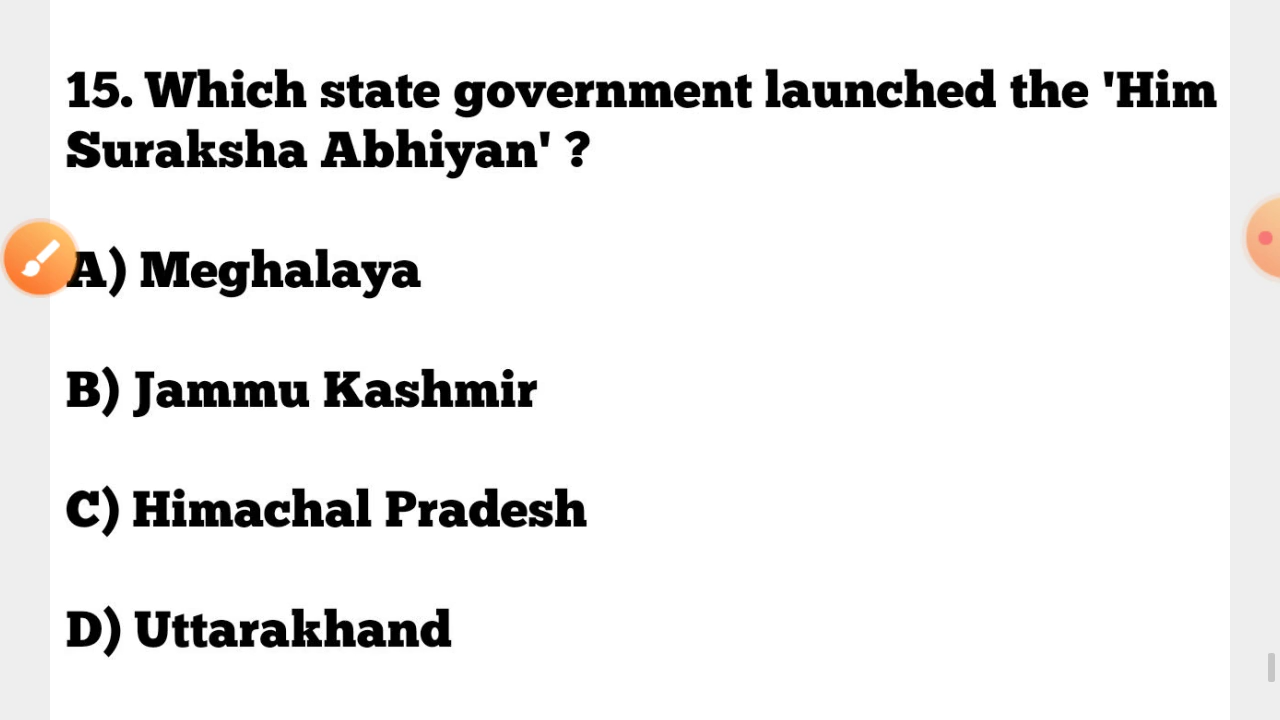 15. Which state government launched the 'Him
Suraksha Abhiyan' ?
A) Meghalaya
B) Jammu Kashmir
C) Himachal Pradesh
D) Uttarakhand